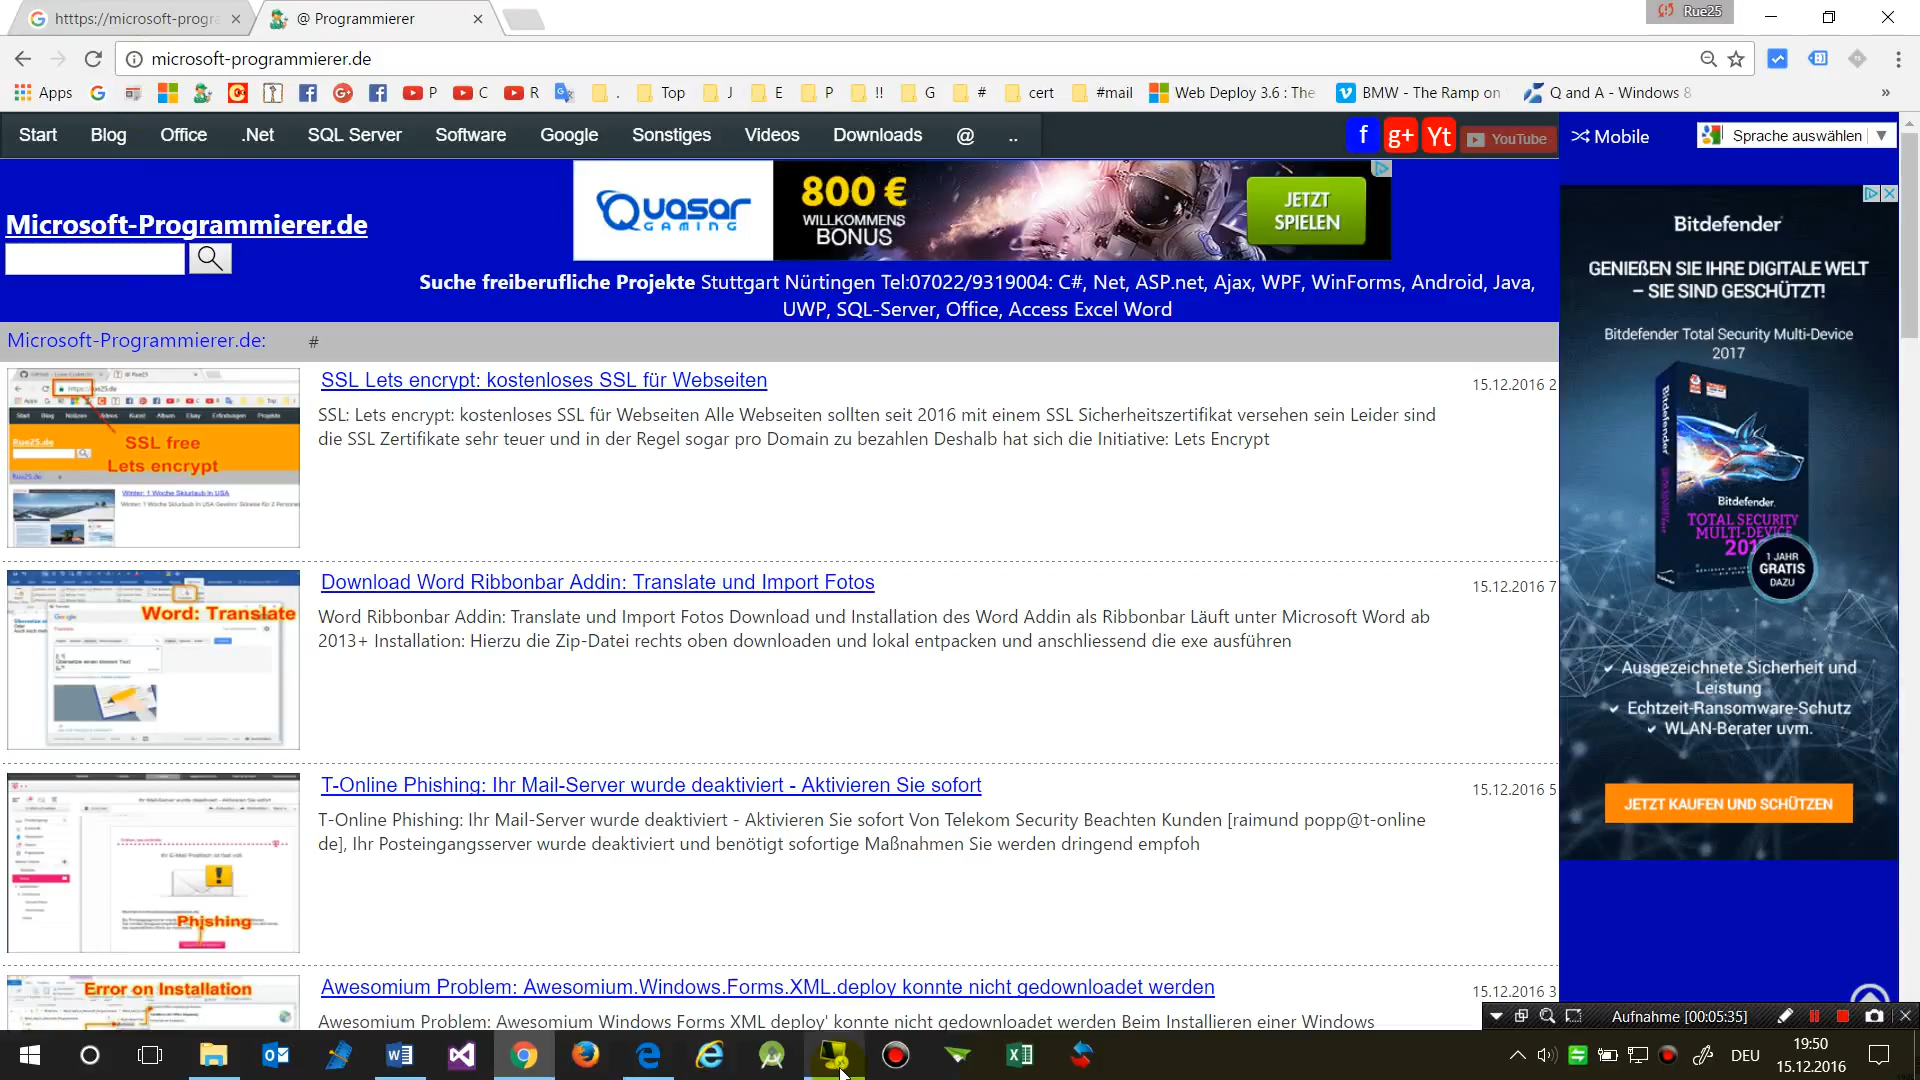 htttps://microsoft-progra
@ Programmierer
Rue25
microsoft-programmierer.de
Apps
P
C
R
.
Top
J
E
P
!!
G
#
cert
#mail
Web Deploy 3.6 : The
BMW - The Ramp on
Q and A - Windows 8
»
Start
Blog
Office
.Net
SQL Server
Software
Google
Sonstiges
Videos
Downloads
@
..
f
g+
Yt
YouTube
Mobile
Sprache auswählen
Microsoft-Programmierer.de
QUASAR
GAMING
800 €
WILLKOMMENS
BONUS
JETZT
SPIELEN
Suche freiberufliche Projekte Stuttgart Nürtingen Tel:07022/9319004: C#, Net, ASP.net, Ajax, WPF, WinForms, Android, Java,
UWP, SQL-Server, Office, Access Excel Word
Bitdefender
GENIEßEN SIE IHRE DIGITALE WELT
– SIE SIND GESCHÜTZT!
Bitdefender Total Security Multi-Device
2017
Bitdefender
TOTAL SECURITY
MULTI-DEVICE
1 JAHR
GRATIS
DAZU
Ausgezeichnete Sicherheit und
Leistung
Echtzeit-Ransomware-Schutz
WLAN-Berater uvm.
JETZT KAUFEN UND SCHÜTZEN
Microsoft-Programmierer.de:
#
SSL free
Lets encrypt
SSL Lets encrypt: kostenloses SSL für Webseiten
15.12.2016 2
SSL: Lets encrypt: kostenloses SSL für Webseiten Alle Webseiten sollten seit 2016 mit einem SSL Sicherheitszertifikat versehen sein Leider sind
die SSL Zertifikate sehr teuer und in der Regel sogar pro Domain zu bezahlen Deshalb hat sich die Initiative: Lets Encrypt
Word: Translate
Download Word Ribbonbar Addin: Translate und Import Fotos
15.12.2016 7
Word Ribbonbar Addin: Translate und Import Fotos Download und Installation des Word Addin als Ribbonbar Läuft unter Microsoft Word ab
2013+ Installation: Hierzu die Zip-Datei rechts oben downloaden und lokal entpacken und anschliessend die exe ausführen
Phishing
T-Online Phishing: Ihr Mail-Server wurde deaktiviert - Aktivieren Sie sofort
15.12.2016 5
T-Online Phishing: Ihr Mail-Server wurde deaktiviert - Aktivieren Sie sofort Von Telekom Security Beachten Kunden [raimund popp@t-online
de], Ihr Posteingangsserver wurde deaktiviert und benötigt sofortige Maßnahmen Sie werden dringend empfoh
Error on Installation
Awesomium Problem: Awesomium.Windows.Forms.XML.deploy konnte nicht gedownloadet werden
15.12.2016 3
Awesomium Problem: Awesomium Windows Forms XML deploy' konnte nicht gedownloadet werden Beim Installieren einer Windows
Aufnahme [00:05:35]
DEU
19:50
15.12.2016